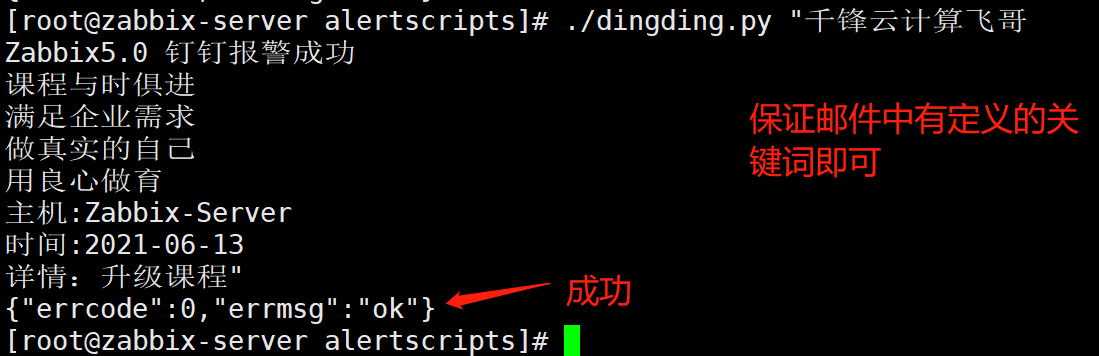 [root@zabbix-server alertscripts]# ./dingding.py "千锋云计算飞哥
Zabbix5.0 钉钉报警成功
课程与时俱进
满足企业需求
做真实的自己
用良心做育
主机:Zabbix-Server
时间:2021-06-13
详情：升级课程"
{"errcode":0,"errmsg":"ok"}
[root@zabbix-server alertscripts]#
保证邮件中有定义的关
键词即可
成功